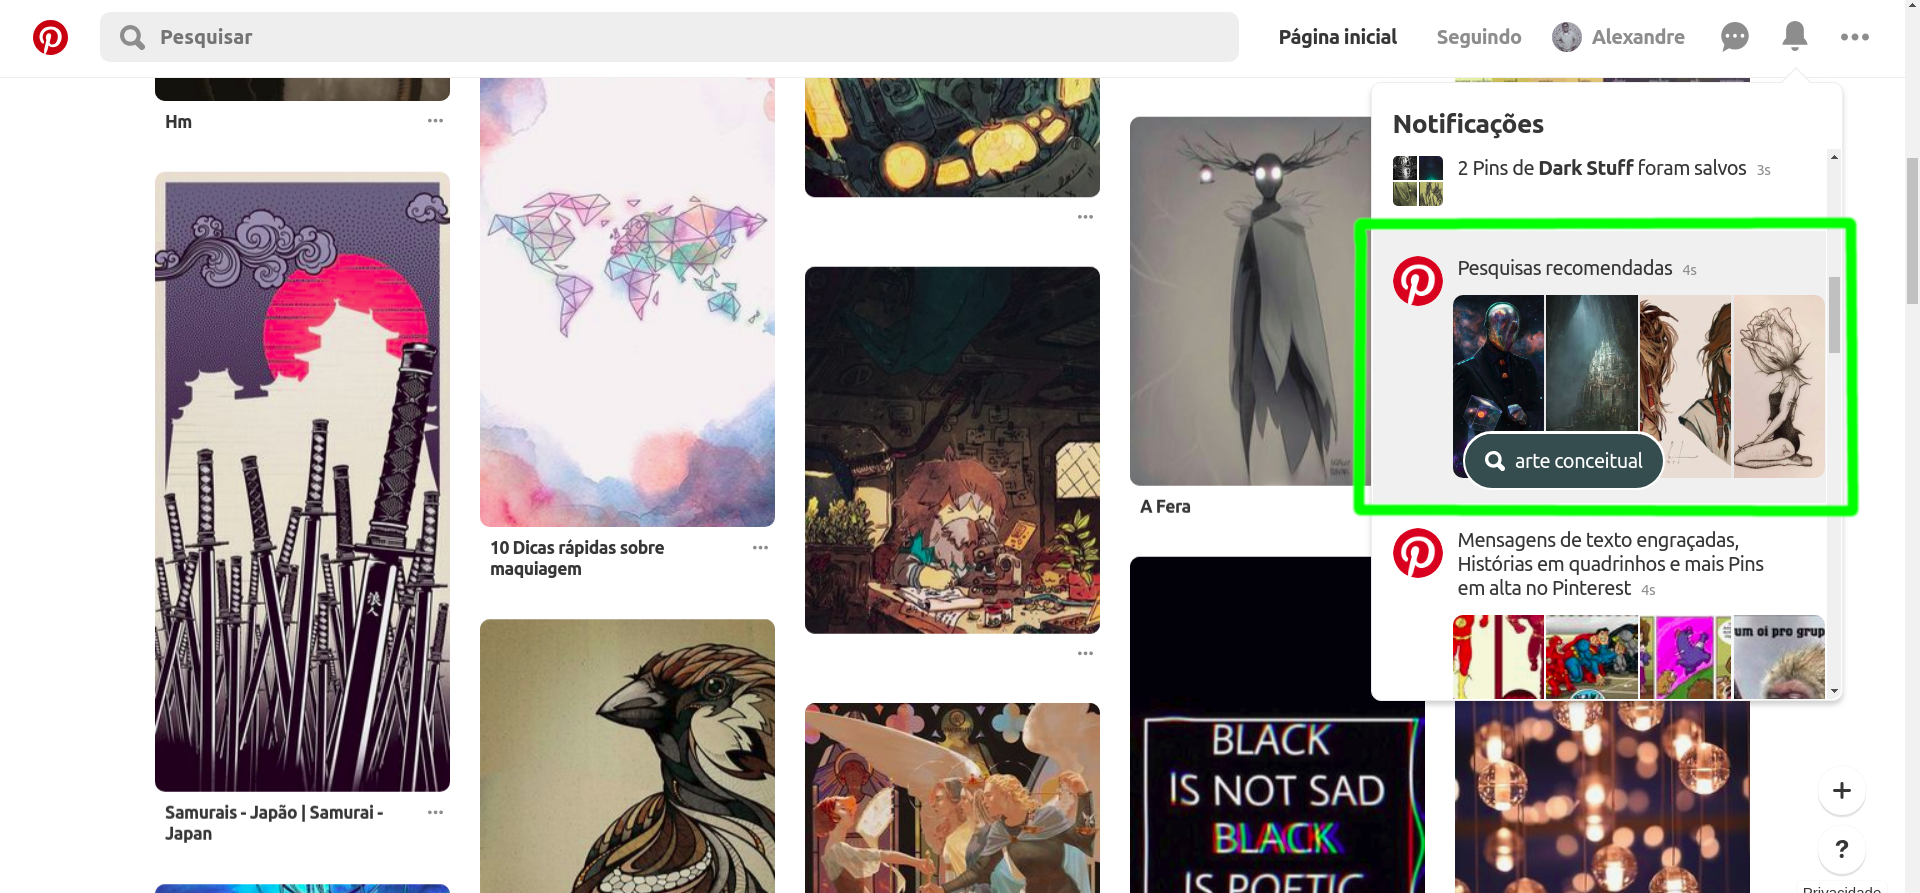 Pesquisar
Página inicial
Seguindo
Alexandre
Hm
Samurais - Japão | Samurai -
Japan
浪人
10 Dicas rápidas sobre
maquiagem
A Fera
BLACK
IS NOT SAD
BLACK
IS POETIC
Notificações
2 Pins de Dark Stuff foram salvos 3s
Pesquisas recomendadas 4s
arte conceitual
Mensagens de texto engraçadas,
Histórias em quadrinhos e mais Pins
em alta no Pinterest 4s
um oi pro grup
+
?
Privacidade